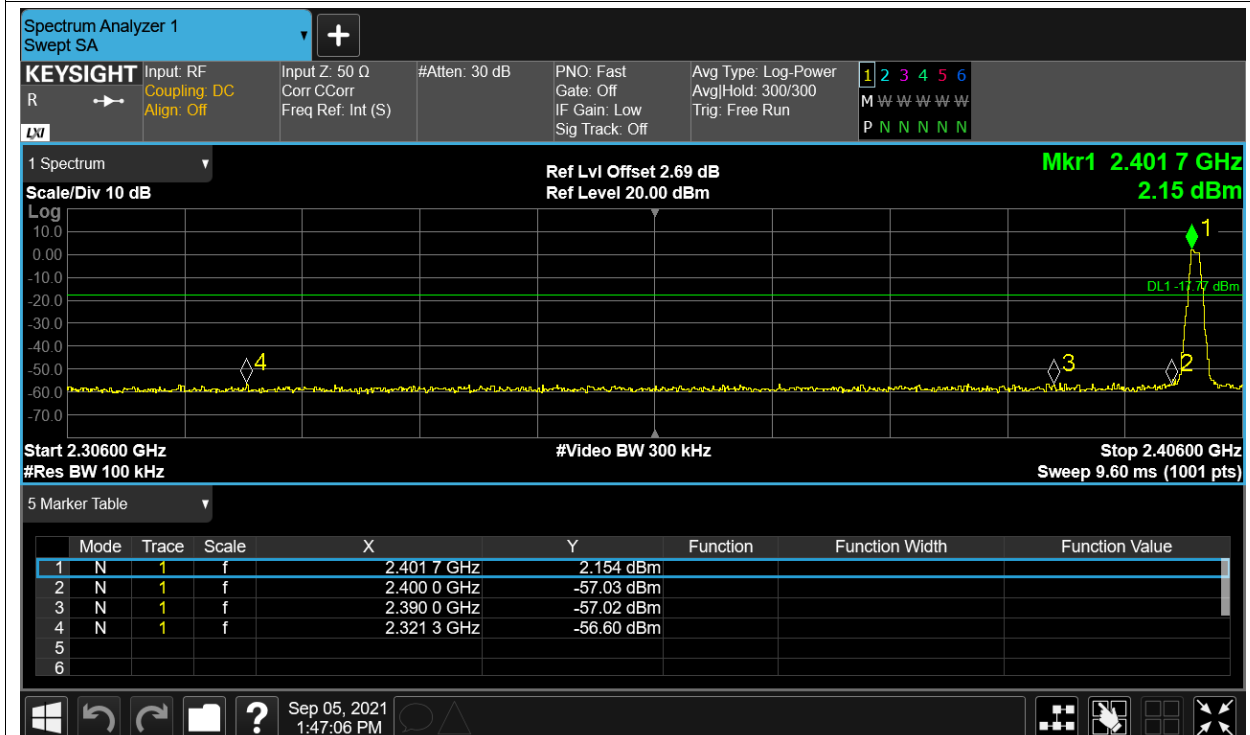 Spectrum Analyzer 1
Swept SA
+
KEYSIGHT Input: RF Input Z: 50 Ω #Atten: 30 dB PNO: Fast Avg Type: Log-Power 1 2 3 4 5 6
R Coupling: DC Corr CCorr Gate: Off Avg|Hold: 300/300 M W W W W W
Align: Off Freq Ref: Int (S) IF Gain: Low Trig: Free Run
LXI Sig Track: Off P N N N N N N
1 Spectrum Ref Lvl Offset 2.69 dB Mkr1 2.401 7 GHz
Scale/Div 10 dB Ref Level 20.00 dBm 2.15 dBm
Log
10.0 1
0.00
-10.0
DL1 -17.77 dBm
-20.0
-30.0
-40.0
4 3 2
-50.0
-60.0
-70.0
Start 2.30600 GHz #Video BW 300 kHz Stop 2.40600 GHz
#Res BW 100 kHz Sweep 9.60 ms (1001 pts)
5 Marker Table
Mode Trace Scale X Y Function Function Width Function Value
1 N 1 f 2.401 7 GHz 2.154 dBm
2 N 1 f 2.400 0 GHz -57.03 dBm
3 N 1 f 2.390 0 GHz -57.02 dBm
4 N 1 f 2.321 3 GHz -56.60 dBm
5
6
? Sep 05, 2021
1:47:06 PM